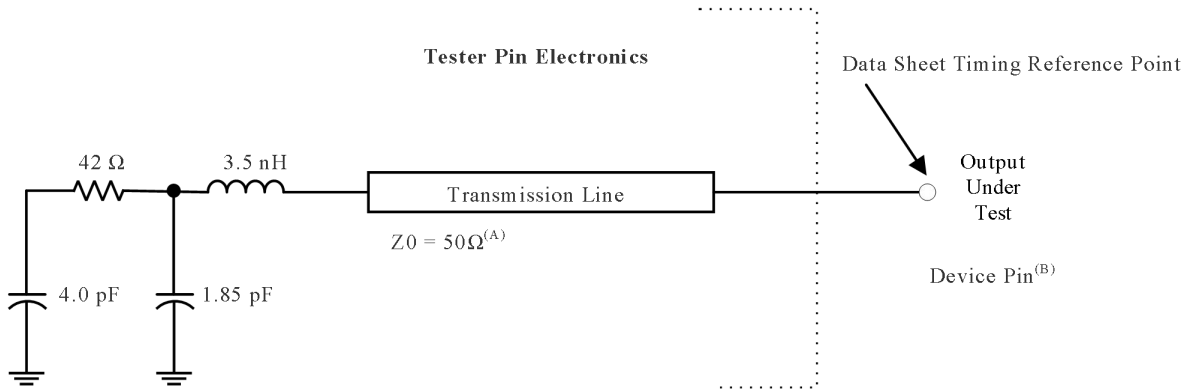 Tester Pin Electronics
Data Sheet Timing Reference Point
42 Ω
3.5 nH
Transmission Line
Output
Under
Test
Z0 = 50Ω(A)
Device Pin(B)
4.0 pF
1.85 pF